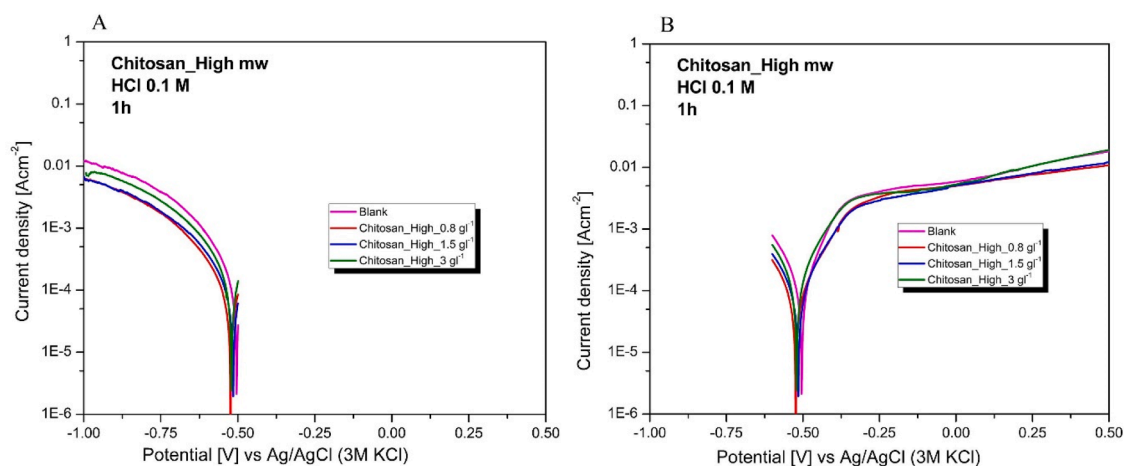 A
Chitosan_High mw
HCl 0.1 M
1h
Current density [Acm⁻²]
1
0.1
0.01
1E-3
1E-4
1E-5
1E-6
Blank
Chitosan_High_0.8 gl⁻¹
Chitosan_High_1.5 gl⁻¹
Chitosan_High_3 gl⁻¹
-1.00 -0.75 -0.50 -0.25 0.00 0.25 0.50
Potential [V] vs Ag/AgCl (3M KCl)
B
Chitosan_High mw
HCl 0.1 M
1h
Current density [Acm⁻²]
1
0.1
0.01
1E-3
1E-4
1E-5
1E-6
Blank
Chitosan_High_0.8 gl⁻¹
Chitosan_High_1.5 gl⁻¹
Chitosan_High_3 gl⁻¹
-1.00 -0.75 -0.50 -0.25 0.00 0.25 0.50
Potential [V] vs Ag/AgCl (3M KCl)